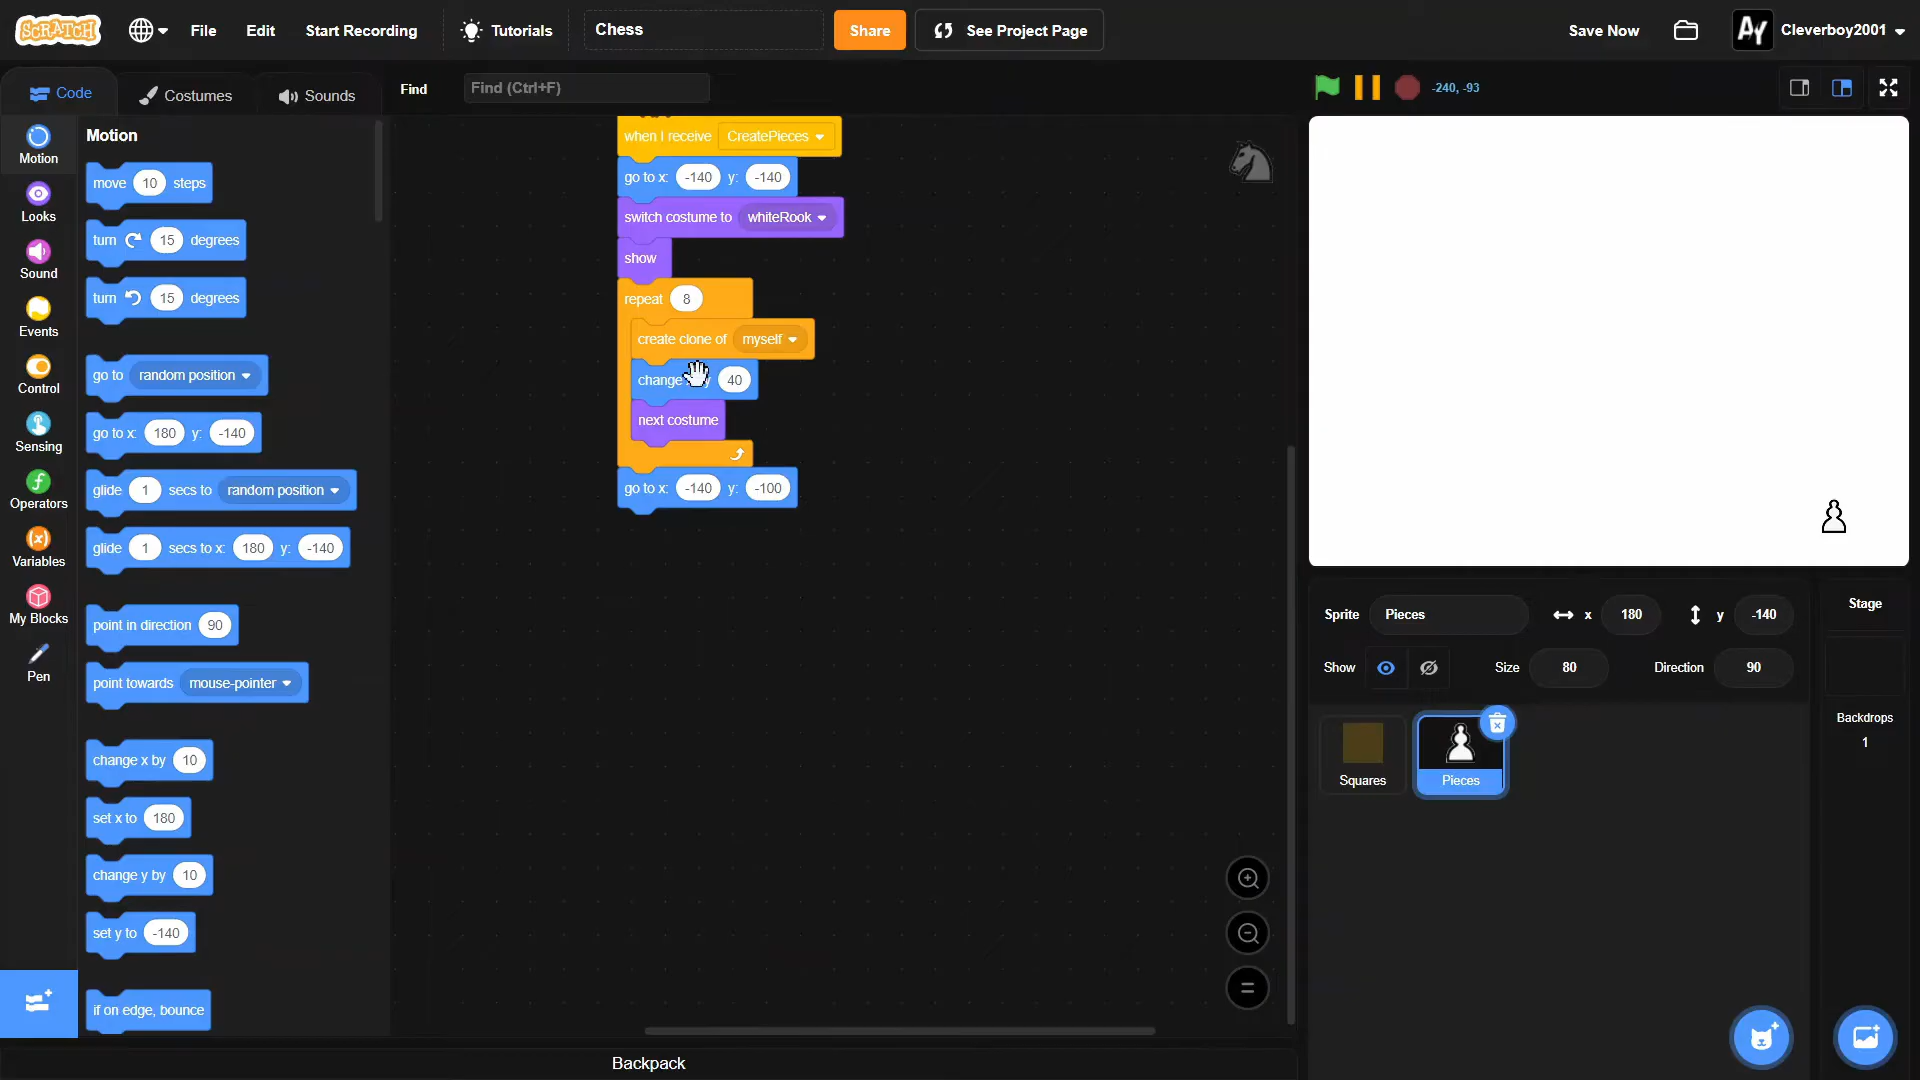 SCRATCH
File
Edit
Start Recording
Tutorials
Chess
Share
See Project Page
Save Now
Ay
Cleverboy2001
Code
Costumes
Sounds
Find
Find (Ctrl+F)
-240, -93
Motion
Looks
Sound
Events
Control
Sensing
Operators
Variables
My Blocks
Pen
Motion
move 10 steps
turn 15 degrees
turn 15 degrees
go to random position
go to x: 180 y: -140
glide 1 secs to random position
glide 1 secs to x: 180 y: -140
point in direction 90
point towards mouse-pointer
change x by 10
set x to 180
change y by 10
set y to -140
if on edge, bounce
when I receive CreatePieces
go to x: -140 y: -140
switch costume to whiteRook
show
repeat 8
create clone of myself
change 40
next costume
go to x: -140 y: -100
Backpack
Sprite Pieces x 180 y -140
Show Size 80 Direction 90
Squares
Pieces
Stage
Backdrops
1